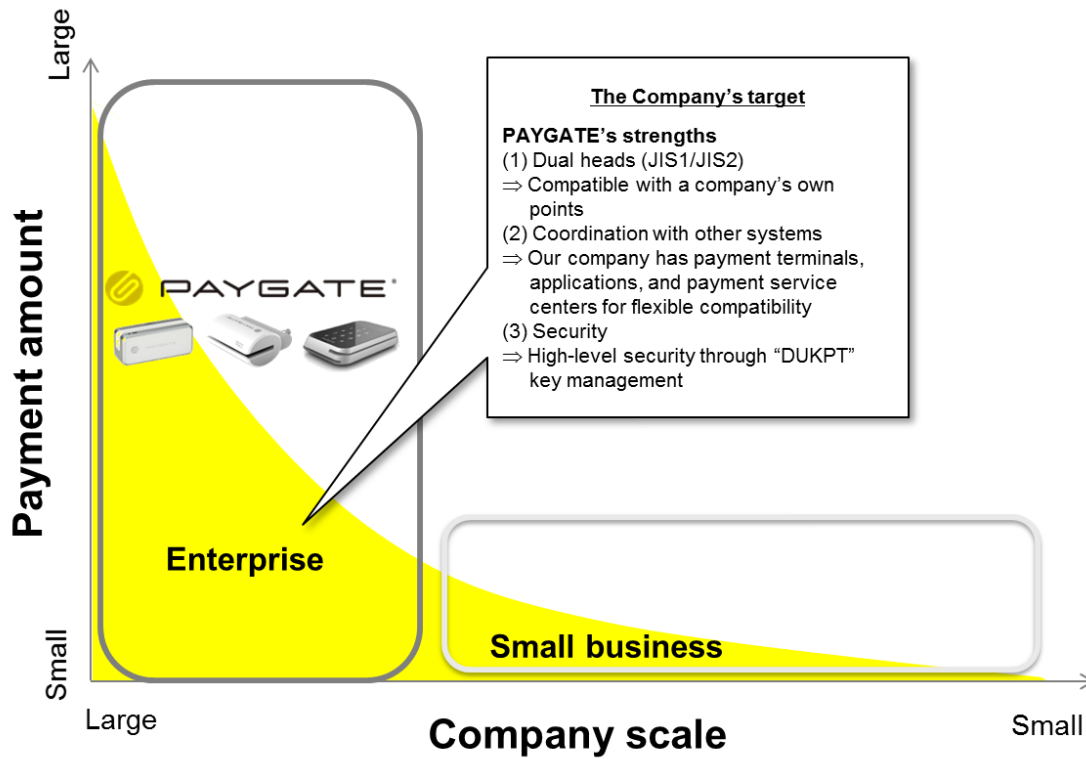 Large
Payment amount
Small
PAYGATE
Enterprise
Small business
The Company’s target
PAYGATE’s strengths
(1) Dual heads (JIS1/JIS2)
⇒ Compatible with a company’s own
points
(2) Coordination with other systems
⇒ Our company has payment terminals,
applications, and payment service
centers for flexible compatibility
(3) Security
⇒ High-level security through “DUKPT”
key management
Large
Company scale
Small